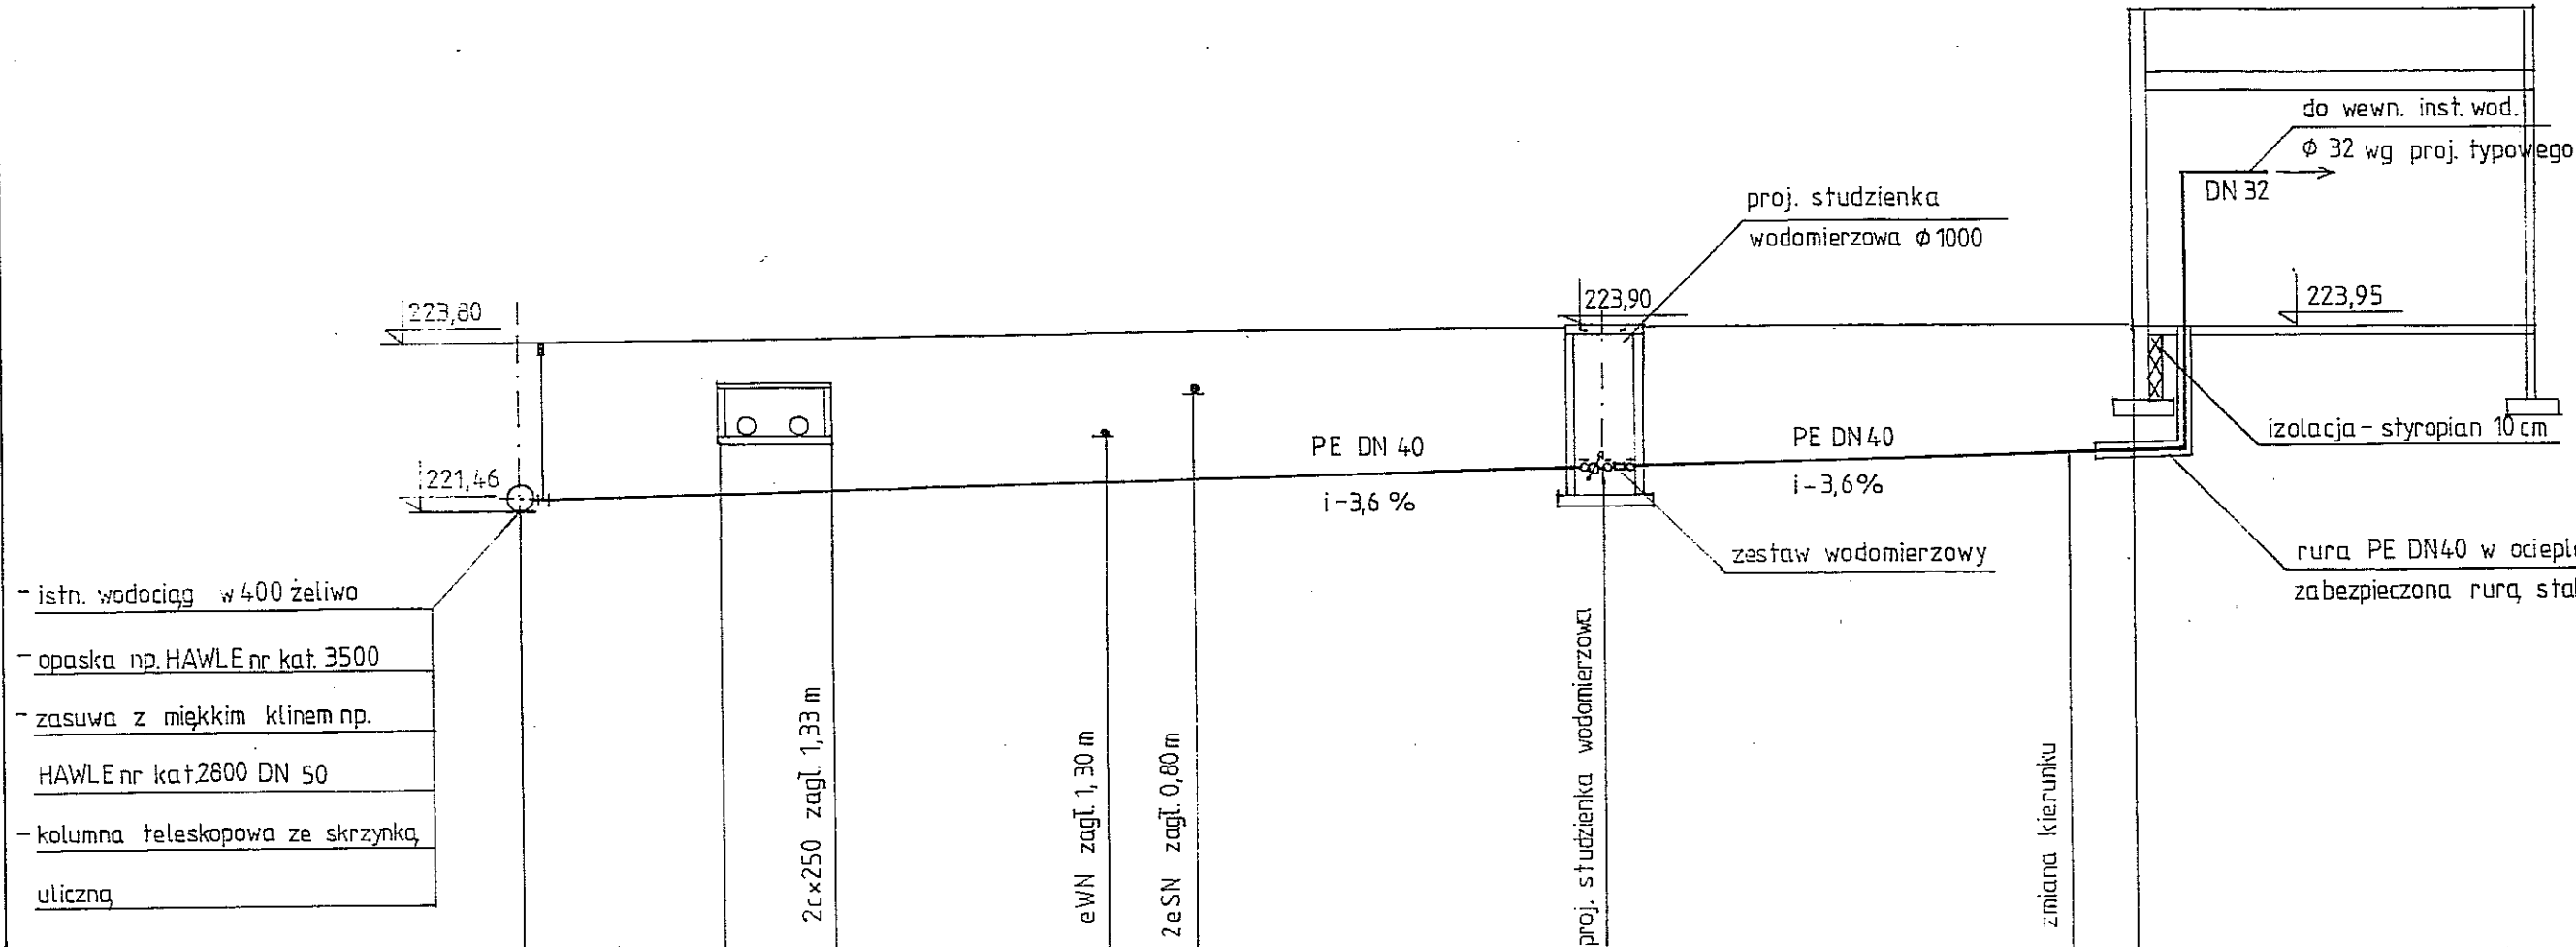 do wewn. inst. wod.
ϕ 32 wg proj. typowego
DN 32
proj. studzienka
wodomierzowa ϕ 1000
223,80
223,90
223,95
221,46
PE DN 40
i-3,6 %
PE DN 40
i-3,6%
izolacja - styropian 10 cm
zestaw wodomierzowy
rura PE DN40 w
zabezpieczona rurą
- istn. wodociąg w 400 żeliwo
- opaska np. HAWLE nr kat. 3500
- zasuwa z miękkim klinem np.
HAWLE nr kat.2800 DN 50
- kolumna teleskopowa ze skrzynką
uliczną
2c×250 zagł. 1,33 m
eWN zagł. 1,30 m
2eSN zagł. 0,80 m
proj. studzienka wodomierzowa
zmiana kierunku